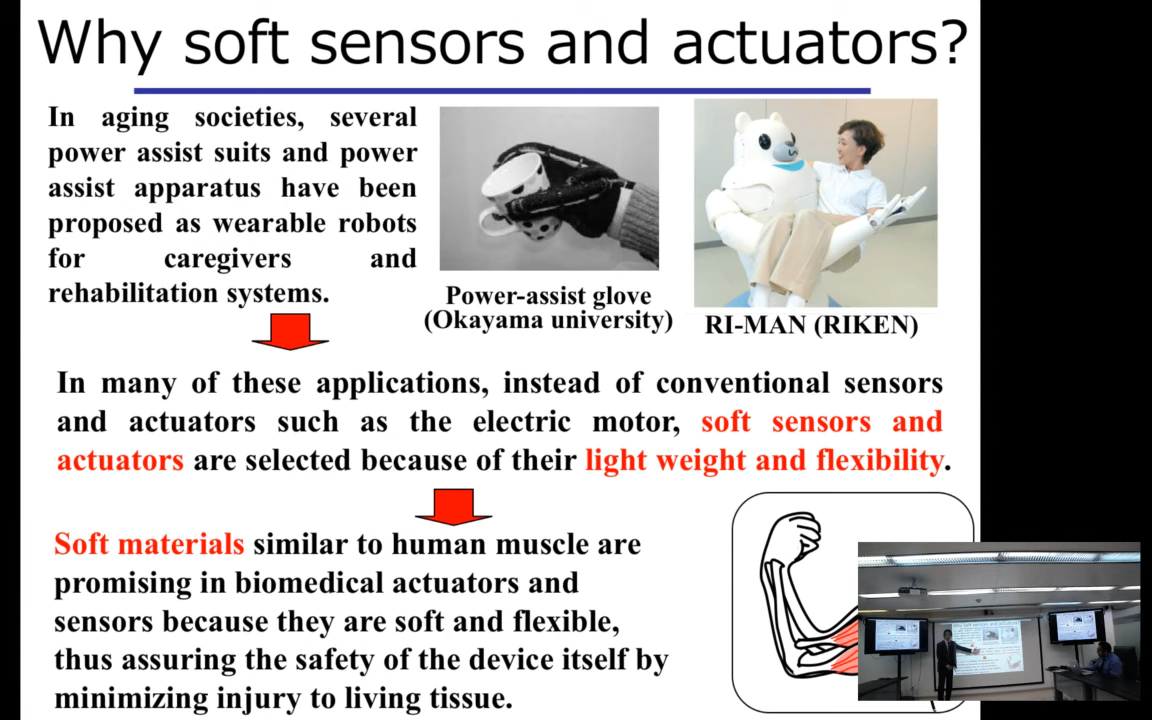 Why soft sensors and actuators?
In aging societies, several
power assist suits and power
assist apparatus have been
proposed as wearable robots
for caregivers and
rehabilitation systems.
Power-assist glove
(Okayama university)
RI-MAN (RIKEN)
In many of these applications, instead of conventional sensors
and actuators such as the electric motor, soft sensors and
actuators are selected because of their light weight and flexibility.
Soft materials similar to human muscle are
promising in biomedical actuators and
sensors because they are soft and flexible,
thus assuring the safety of the device itself by
minimizing injury to living tissue.
Why soft sensors and actuators?